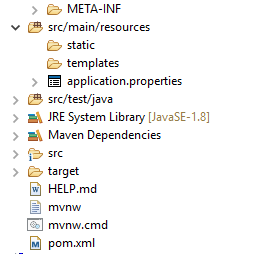 META-INF
src/main/resources
static
templates
application.properties
src/test/java
JRE System Library [JavaSE-1.8]
Maven Dependencies
src
target
HELP.md
mvnw
mvnw.cmd
pom.xml